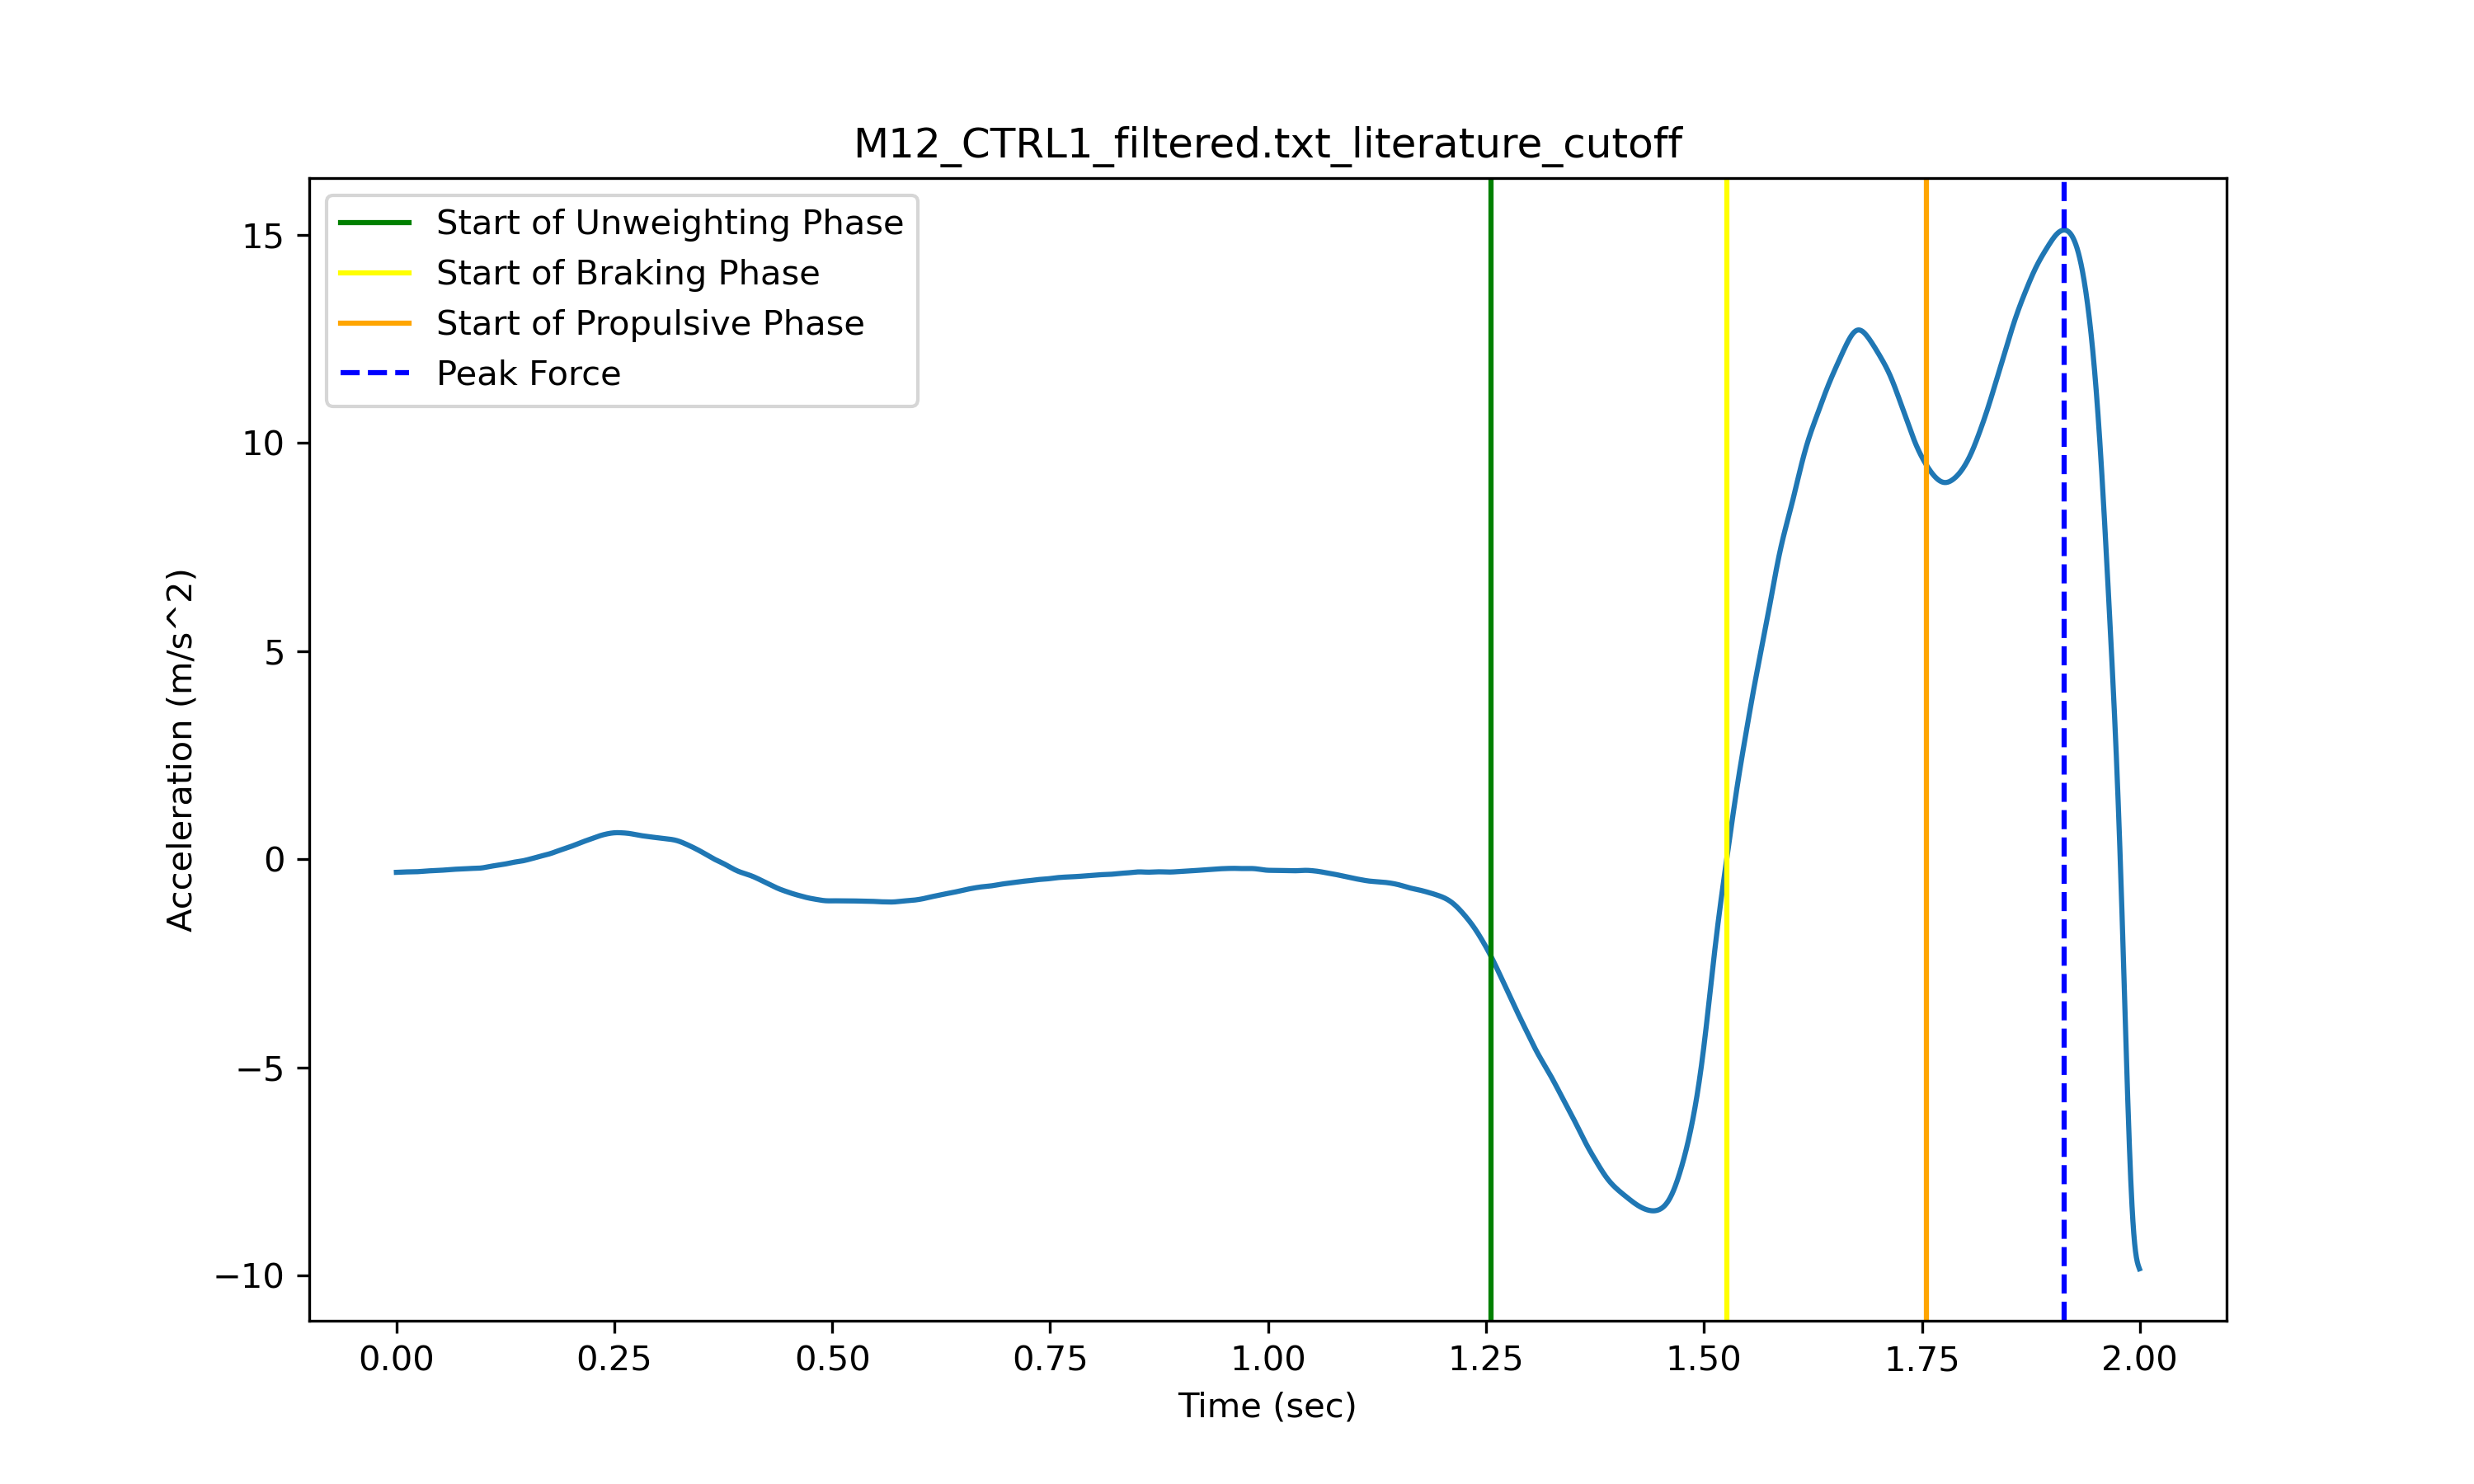 M12_CTRL1_filtered.txt_literature_cutoff
Start of Unweighting Phase
Start of Braking Phase
Start of Propulsive Phase
Peak Force
15
10
5
0
−5
−10
Acceleration (m/s^2)
0.00 0.25 0.50 0.75 1.00 1.25 1.50 1.75 2.00
Time (sec)